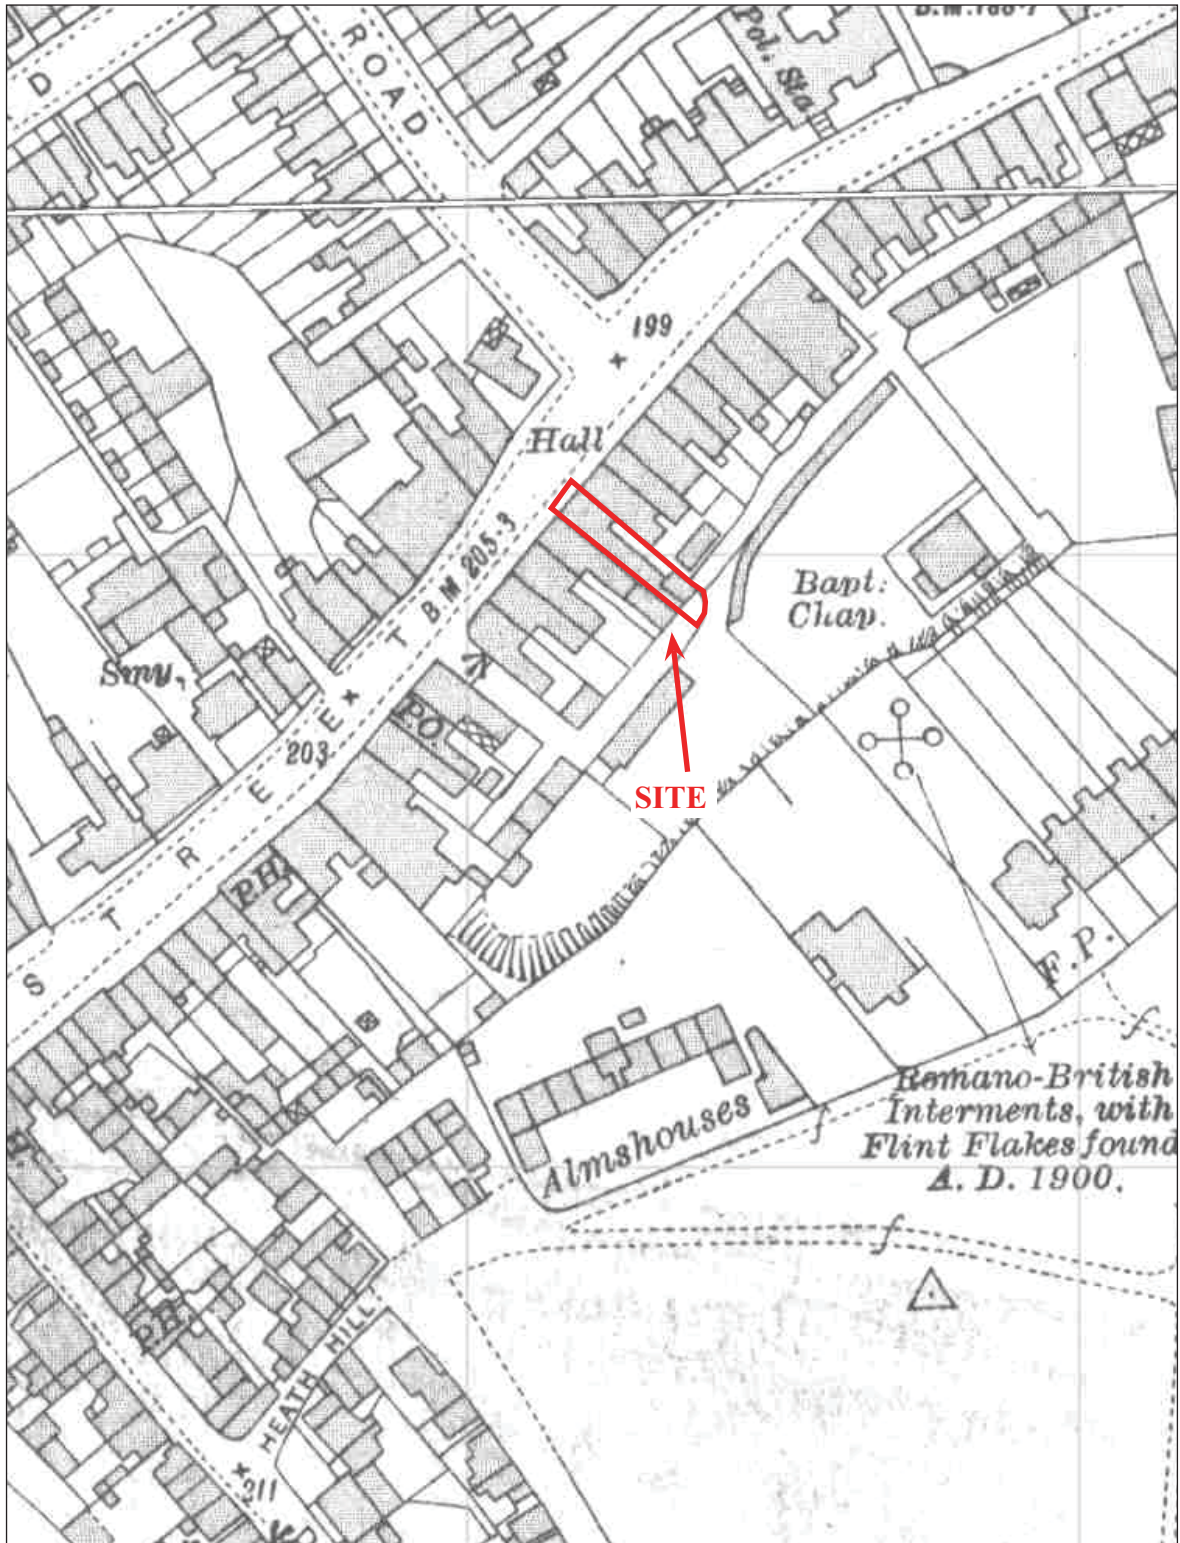 D
ROAD
Pol. Sta.
199
Hall
B M 205·3
Bapt.
Chap.
Smy.
P.O.
203
SITE
STREET
P.H.
F.P.
Romano-British
Interments, with
Flint Flakes found
A. D. 1900.
Almshouses
P.H.
HEATH HILL
211